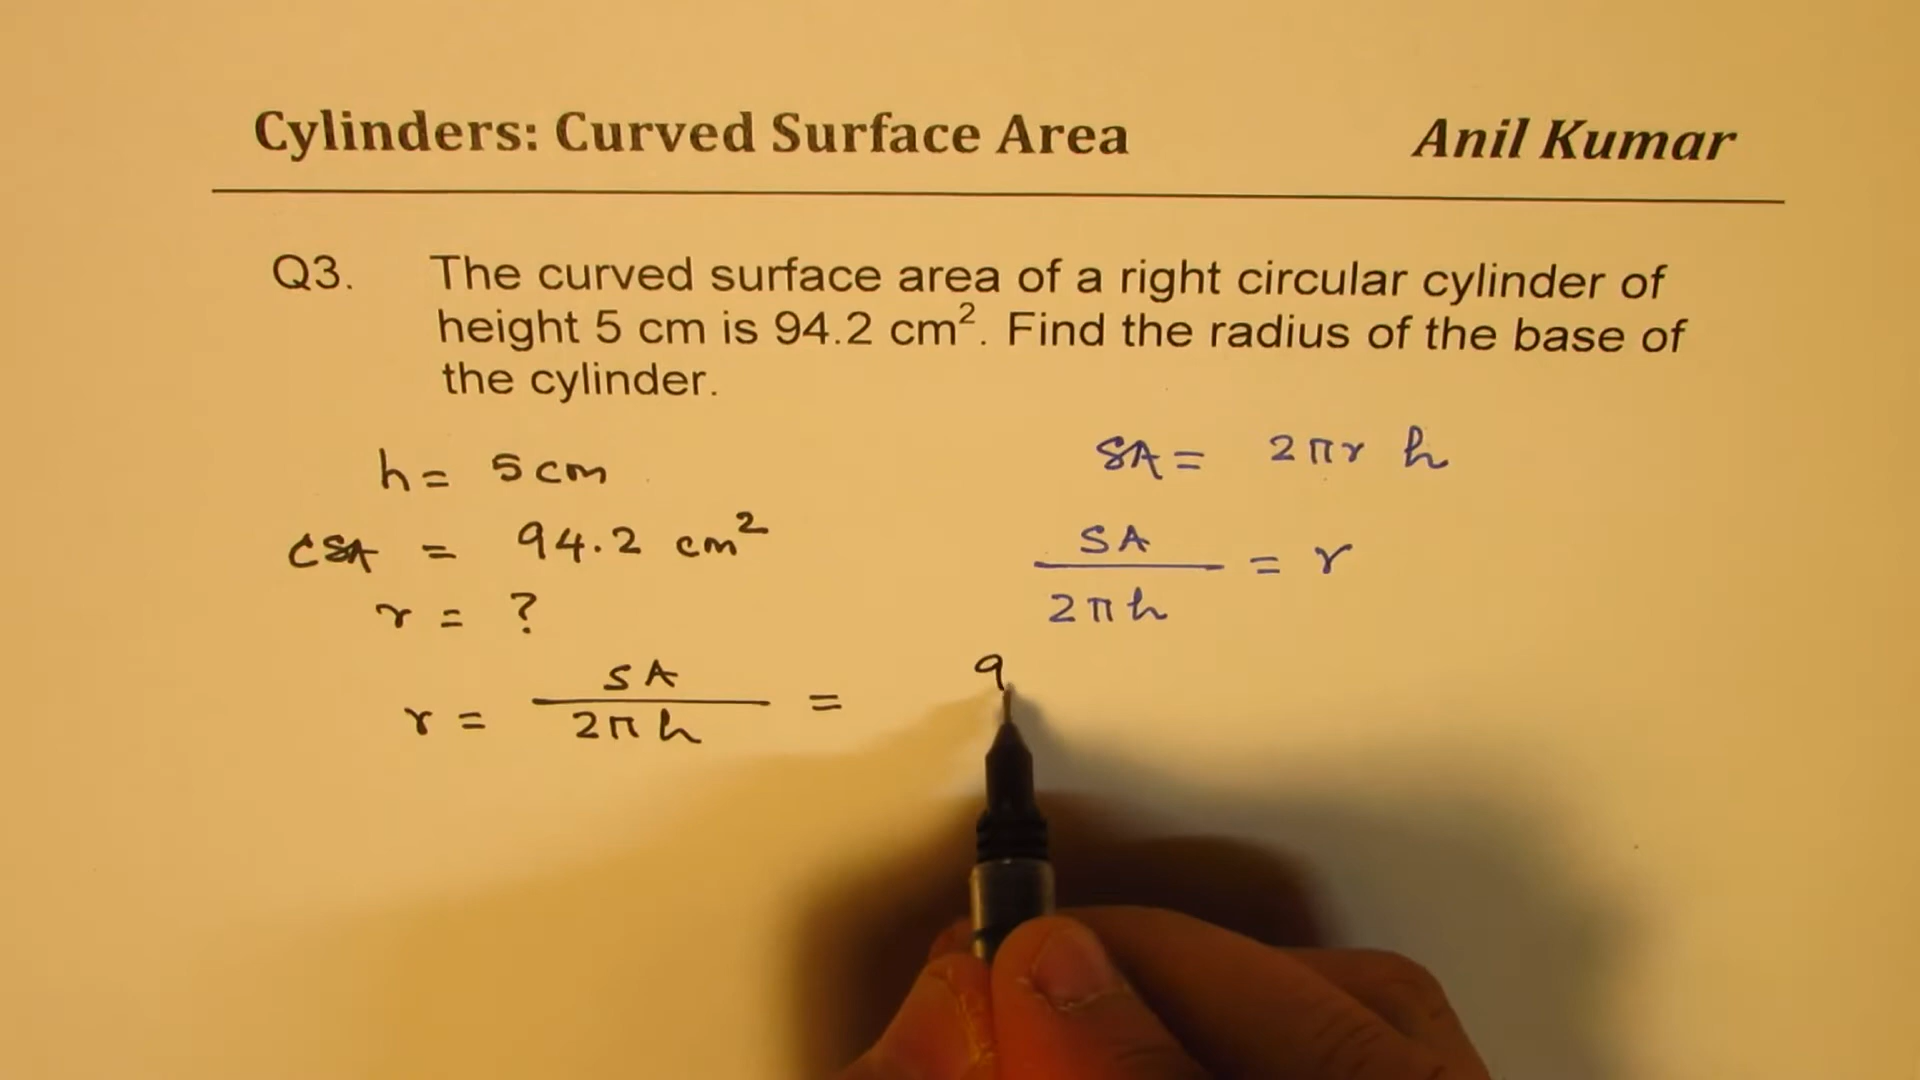 Cylinders: Curved Surface Area Anil Kumar
Q3. The curved surface area of a right circular cylinder of
height 5 cm is 94.2 cm². Find the radius of the base of
the cylinder.
h = 5 cm
CSA = 94.2 cm²
r = ?
r = SA / 2πh = 9
SA = 2πr h
SA / 2πh = r